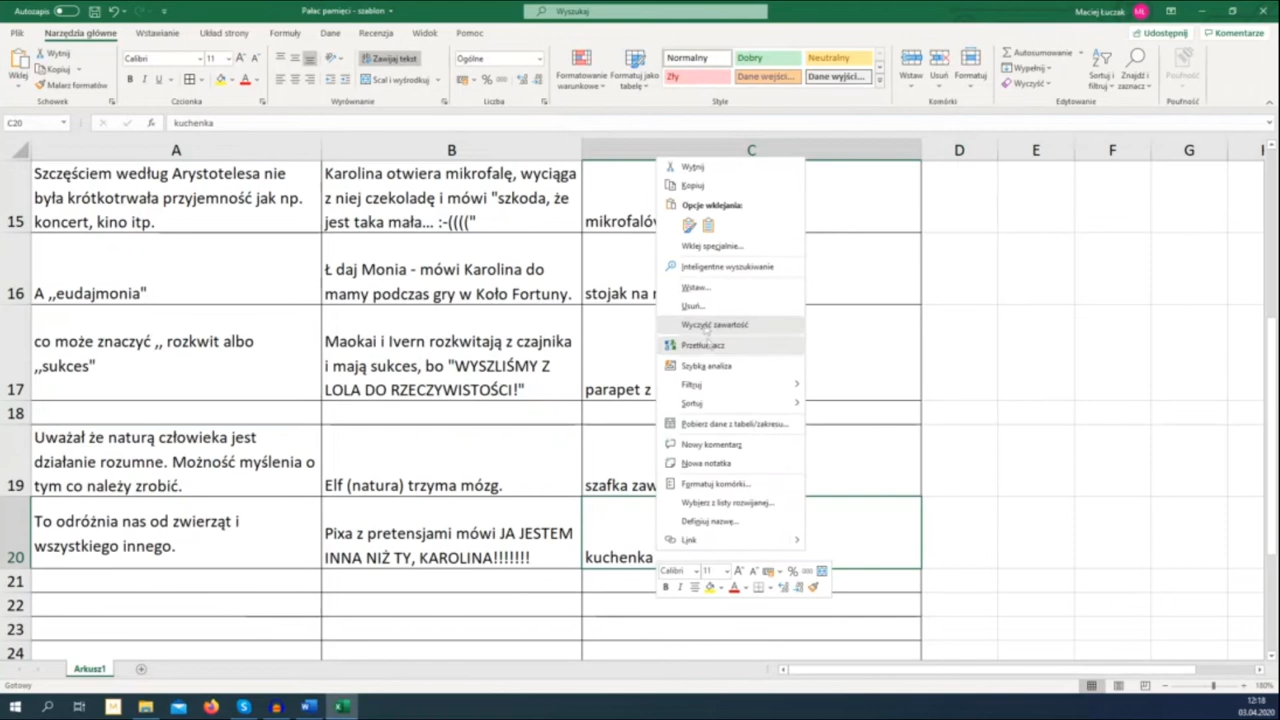 Autozapis
Pałac pamięci - szablon
Wyszukaj
Maciej Łuczak
MŁ
Plik Narzędzia główne Wstawianie Układ strony Formuły Dane Recenzja Widok Pomoc
Udostępnij Komentarze
Wklej
Wytnij
Kopiuj
Malarz formatów
Schowek
Calibri 11
B I U
Czcionka
Zawijaj tekst
Scal i wyśrodkuj
Wyrównanie
Ogólne
Liczba
Formatowanie warunkowe
Formatuj jako tabelę
Normalny Dobry Neutralny
Zły Dane wejści... Dane wyjści...
Style
Wstaw Usuń Formatuj
Komórki
Autosumowanie
Wypełnij
Wyczyść
Sortuj i filtruj
Znajdź i zaznacz
Edytowanie
Poufność
Poufność
C20
fx kuchenka
A B C D E F G
15
Szczęściem według Arystotelesa nie
była krótkotrwała przyjemność jak np.
koncert, kino itp.
Karolina otwiera mikrofalę, wyciąga
z niej czekoladę i mówi "szkoda, że
jest taka mała... :-(((("
mikrofalów
16
A ,,eudajmonia"
Ł daj Monia - mówi Karolina do
mamy podczas gry w Koło Fortuny.
stojak na
17
co może znaczyć ,, rozkwit albo
,,sukces"
Maokai i Ivern rozkwitają z czajnika
i mają sukces, bo "WYSZLIŚMY Z
LOLA DO RZECZYWISTOŚCI!"
parapet z
18
19
Uważał że naturą człowieka jest
działanie rozumne. Możność myślenia o
tym co należy zrobić.
Elf (natura) trzyma mózg.
szafka zaw
20
To odróżnia nas od zwierząt i
wszystkiego innego.
Pixa z pretensjami mówi JA JESTEM
INNA NIŻ TY, KAROLINA!!!!!!!
kuchenka
21
22
23
24
Wytnij
Kopiuj
Opcje wklejania:
Wklej specjalnie...
Inteligentne wyszukiwanie
Wstaw...
Usuń...
Wyczyść zawartość
Przetłumacz
Szybka analiza
Filtruj
Sortuj
Pobierz dane z tabeli/zakresu...
Nowy komentarz
Nowa notatka
Formatuj komórki...
Wybierz z listy rozwijanej...
Definiuj nazwę...
Link
Calibri 11
% 000
B I
Arkusz1
Gotowy
180%
12:18
03.04.2020